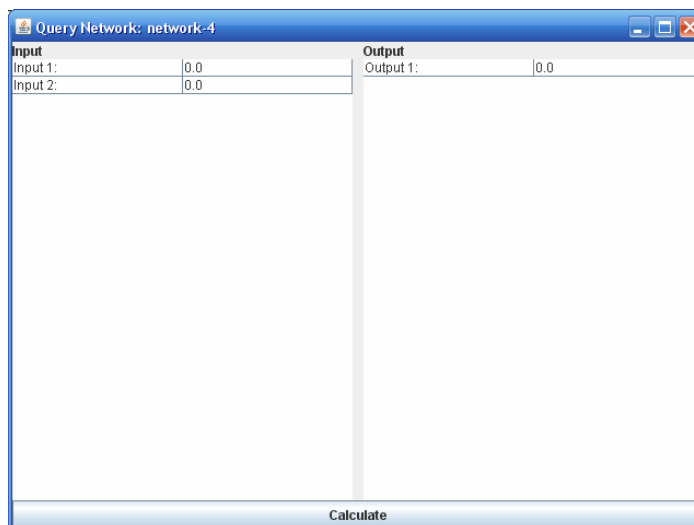 Query Network: network-4
Input
Input 1: 0.0
Input 2: 0.0
Output
Output 1: 0.0
Calculate